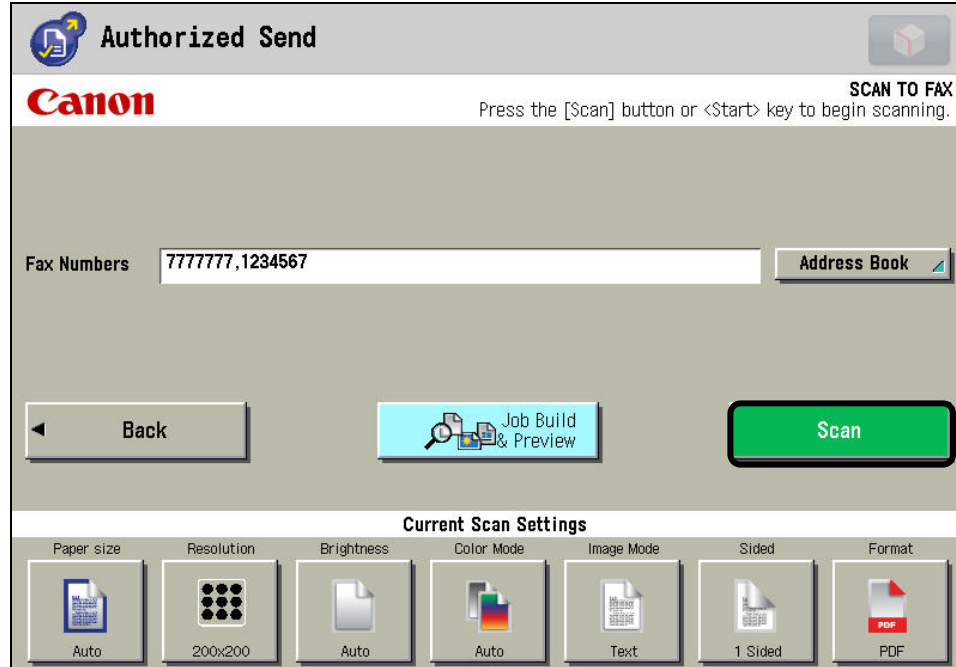 Authorized Send
Canon
SCAN TO FAX
Press the [Scan] button or <Start> key to begin scanning.
Fax Numbers 7777777,1234567 Address Book
Back Job Build & Preview Scan
Current Scan Settings
Paper size Resolution Brightness Color Mode Image Mode Sided Format
PDF
Auto 200x200 Auto Auto Text 1 Sided PDF